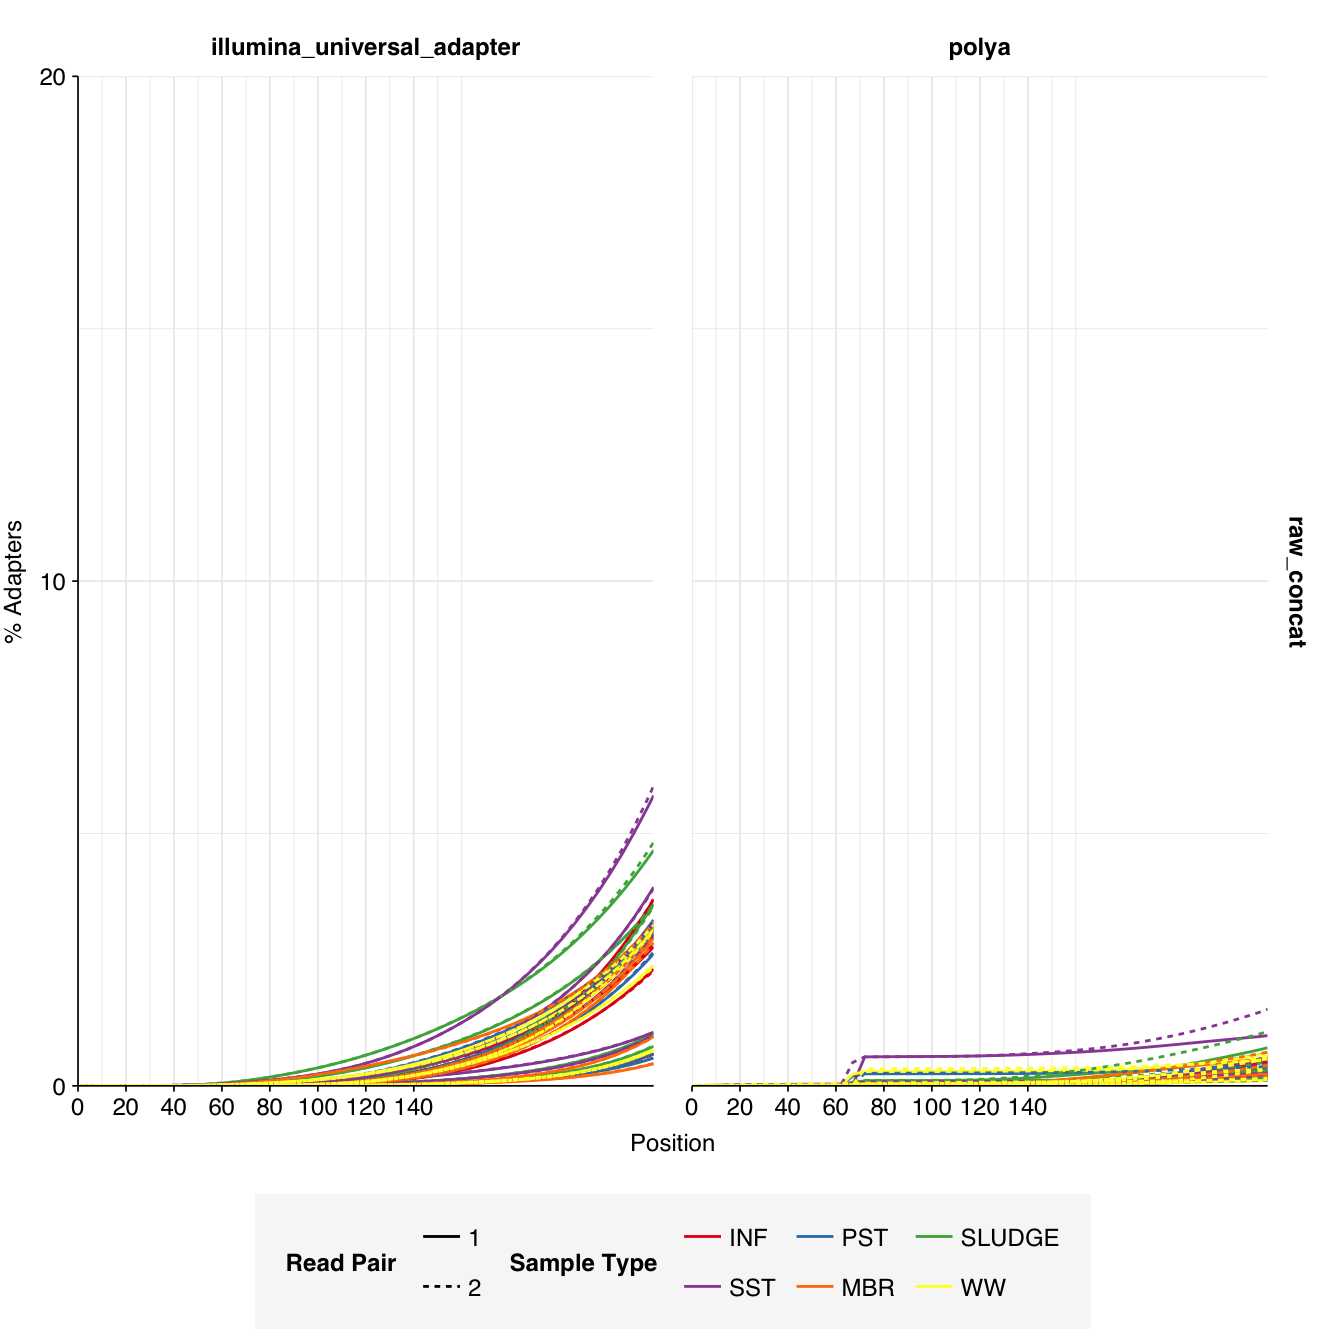 illumina_universal_adapter
polya
20
10
0
% Adapters
raw_concat
0 20 40 60 80 100 120 140
0 20 40 60 80 100 120 140
Position
Read Pair
1
2
Sample Type
INF PST SLUDGE
SST MBR WW